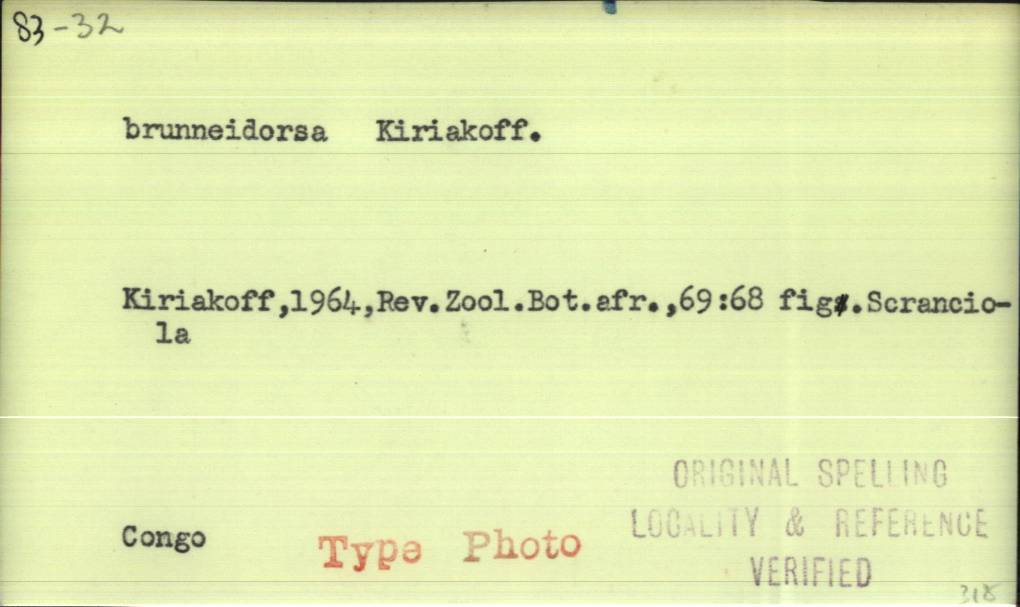 83-32
brunneidorsa Kiriakoff.
Kiriakoff,1964,Rev.Zool.Bot.afr.,69:68 fig.Scrancio-
la
Congo
Type Photo
ORIGINAL SPELLING
LOCALITY & REFERENCE
VERIFIED
318